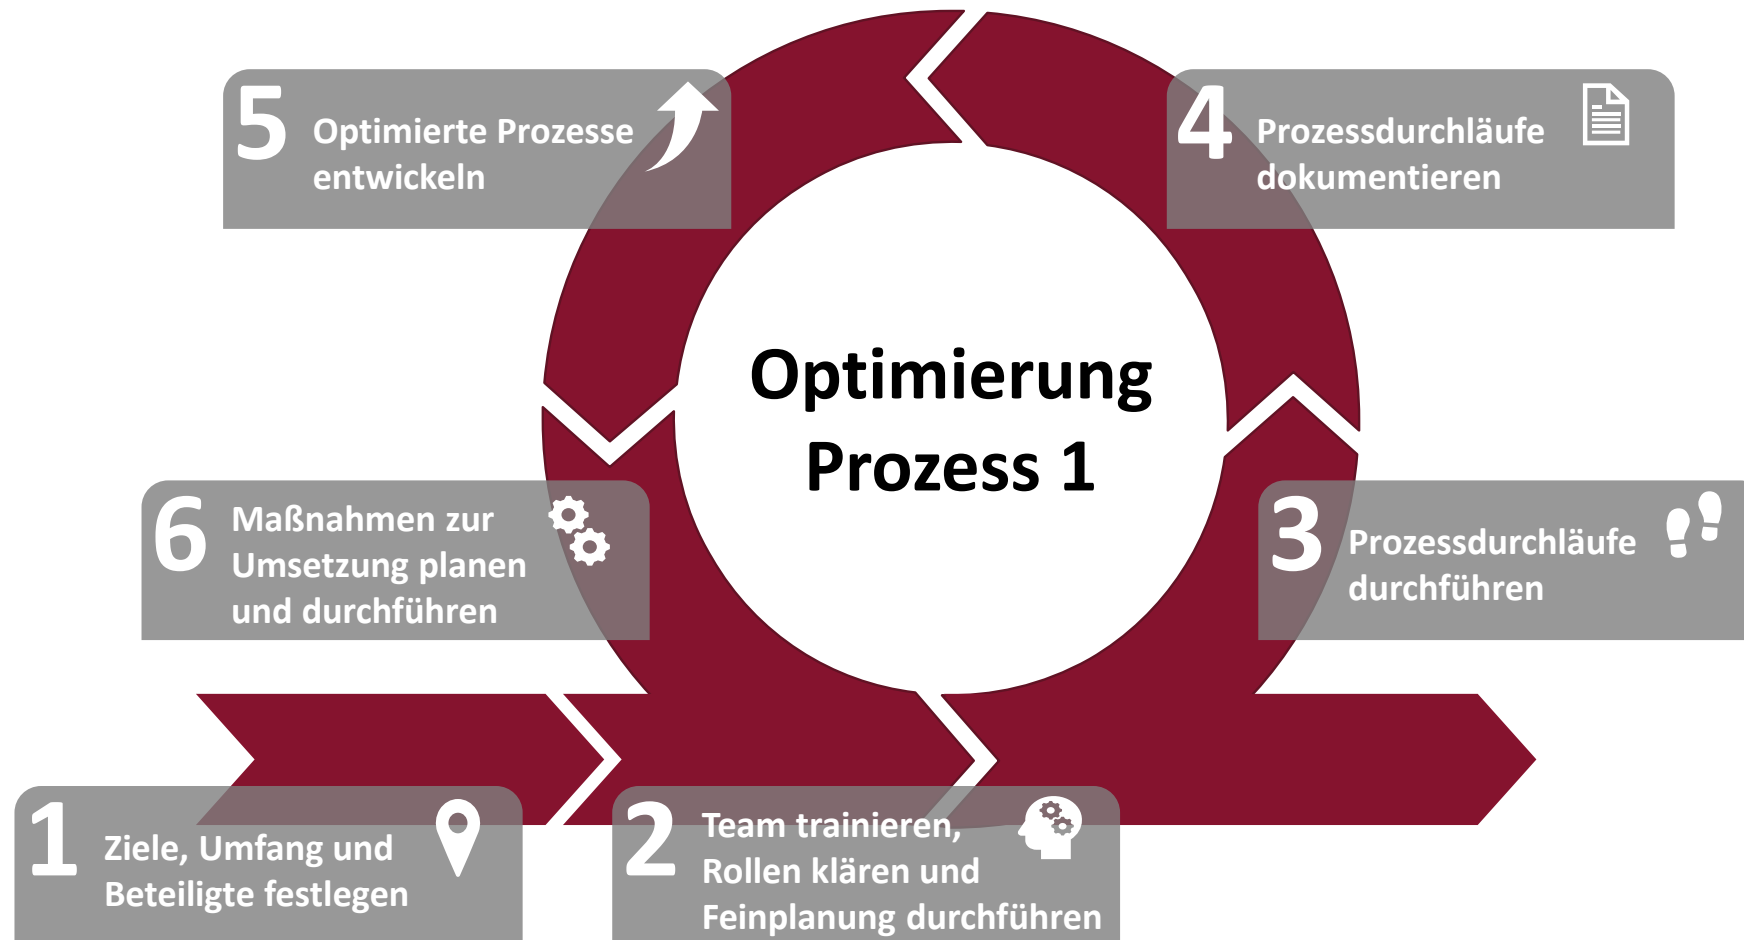 5
Optimierte Prozesse
entwickeln
4
Prozessdurchläufe
dokumentieren
Optimierung
Prozess 1
6
Maßnahmen zur
Umsetzung planen
und durchführen
3
Prozessdurchläufe
durchführen
1
Ziele, Umfang und
Beteiligte festlegen
2
Team trainieren,
Rollen klären und
Feinplanung durchführen